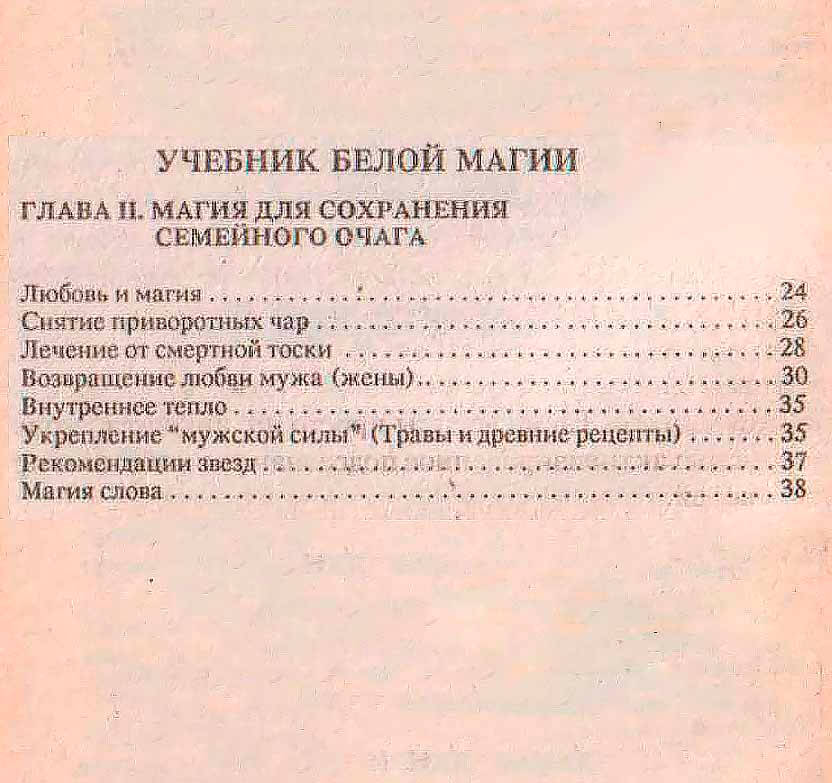 УЧЕБНИК БЕЛОЙ МАГИИ
ГЛАВА II. МАГИЯ ДЛЯ СОХРАНЕНИЯ
СЕМЕЙНОГО ОЧАГА
Любовь и магия . . . . . . . . . . . . . . . . . . . . . . . . . . . . . . . . . . . . . . . . 24
Снятие приворотных чар . . . . . . . . . . . . . . . . . . . . . . . . . . . . . . . . 26
Лечение от смертной тоски . . . . . . . . . . . . . . . . . . . . . . . . . . . . . . 28
Возвращение любви мужа (жены) . . . . . . . . . . . . . . . . . . . . . . . . . 30
Внутреннее тепло . . . . . . . . . . . . . . . . . . . . . . . . . . . . . . . . . . . . . . 35
Укрепление "мужской силы" (Травы и древние рецепты) . . . . . . . 35
Рекомендации звезд . . . . . . . . . . . . . . . . . . . . . . . . . . . . . . . . . . . . 37
Магия слова . . . . . . . . . . . . . . . . . . . . . . . . . . . . . . . . . . . . . . . . . . 38